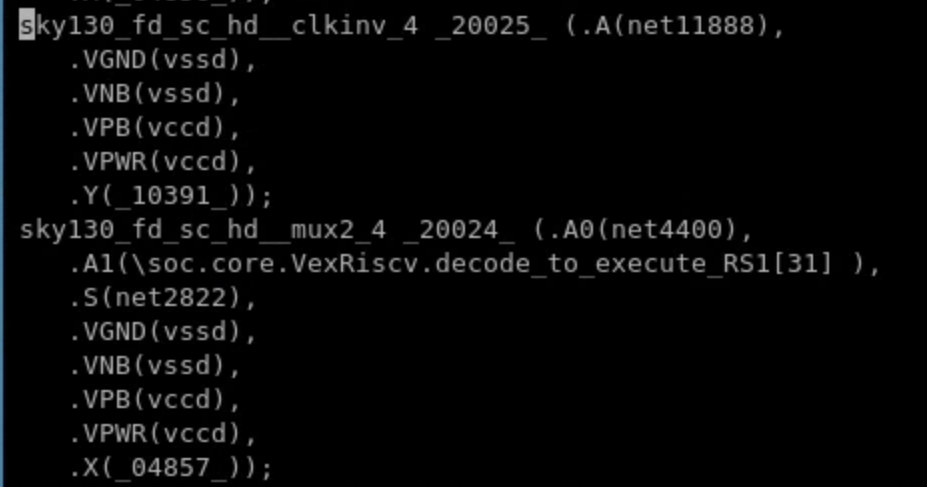 sky130_fd_sc_hd__clkinv_4 _20025_ (.A(net11888),
.VGND(vssd),
.VNB(vssd),
.VPB(vccd),
.VPWR(vccd),
.Y(_10391_));
sky130_fd_sc_hd__mux2_4 _20024_ (.A0(net4400),
.A1(\soc.core.VexRiscv.decode_to_execute_RS1[31] ),
.S(net2822),
.VGND(vssd),
.VNB(vssd),
.VPB(vccd),
.VPWR(vccd),
.X(_04857_));